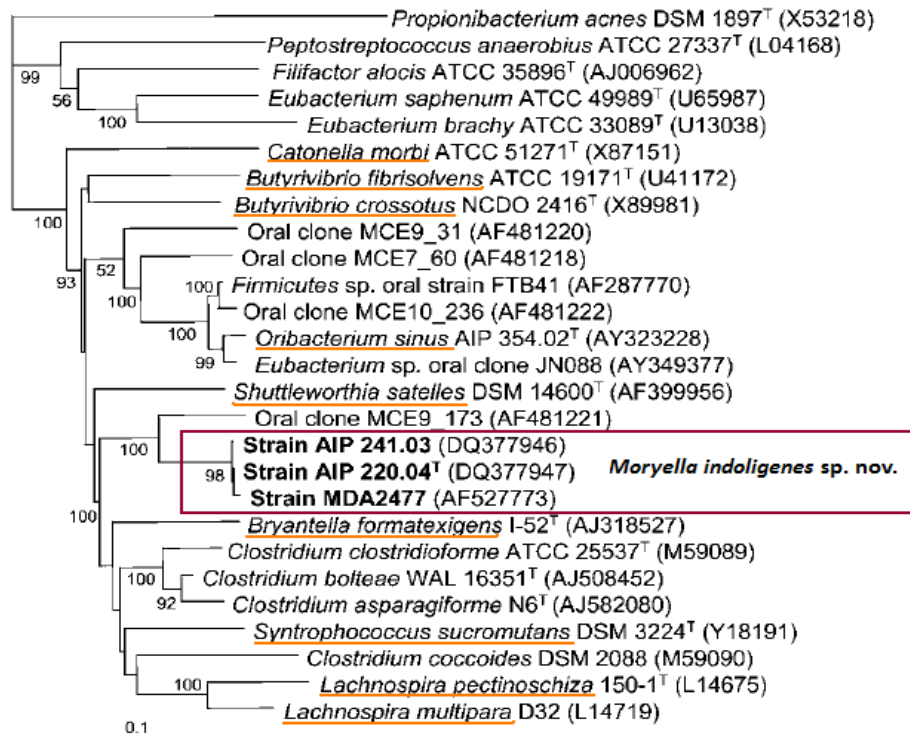 Propionibacterium acnes DSM 1897ᵀ (X53218)
Peptostreptococcus anaerobius ATCC 27337ᵀ (L04168)
99
Filifactor alocis ATCC 35896ᵀ (AJ006962)
56
Eubacterium saphenum ATCC 49989ᵀ (U65987)
100
Eubacterium brachy ATCC 33089ᵀ (U13038)
Catonella morbi ATCC 51271ᵀ (X87151)
Butyrivibrio fibrisolvens ATCC 19171ᵀ (U41172)
100
Butyrivibrio crossotus NCDO 2416ᵀ (X89981)
Oral clone MCE9_31 (AF481220)
93
52
Oral clone MCE7_60 (AF481218)
100
100
Firmicutes sp. oral strain FTB41 (AF287770)
100
Oral clone MCE10_236 (AF481222)
Oribacterium sinus AIP 354.02ᵀ (AY323228)
99
Eubacterium sp. oral clone JN088 (AY349377)
Shuttleworthia satelles DSM 14600ᵀ (AF399956)
Oral clone MCE9_173 (AF481221)
100
Strain AIP 241.03 (DQ377946)
98
Strain AIP 220.04ᵀ (DQ377947)
Moryella indoligenes sp. nov.
Strain MDA2477 (AF527773)
100
Bryantella formatexigens I-52ᵀ (AJ318527)
Clostridium clostridioforme ATCC 25537ᵀ (M59089)
100
Clostridium bolteae WAL 16351ᵀ (AJ508452)
92
Clostridium asparagiforme N6ᵀ (AJ582080)
Syntrophococcus sucromutans DSM 3224ᵀ (Y18191)
Clostridium coccoides DSM 2088 (M59090)
100
Lachnospira pectinoschiza 150-1ᵀ (L14675)
Lachnospira multipara D32 (L14719)
0.1